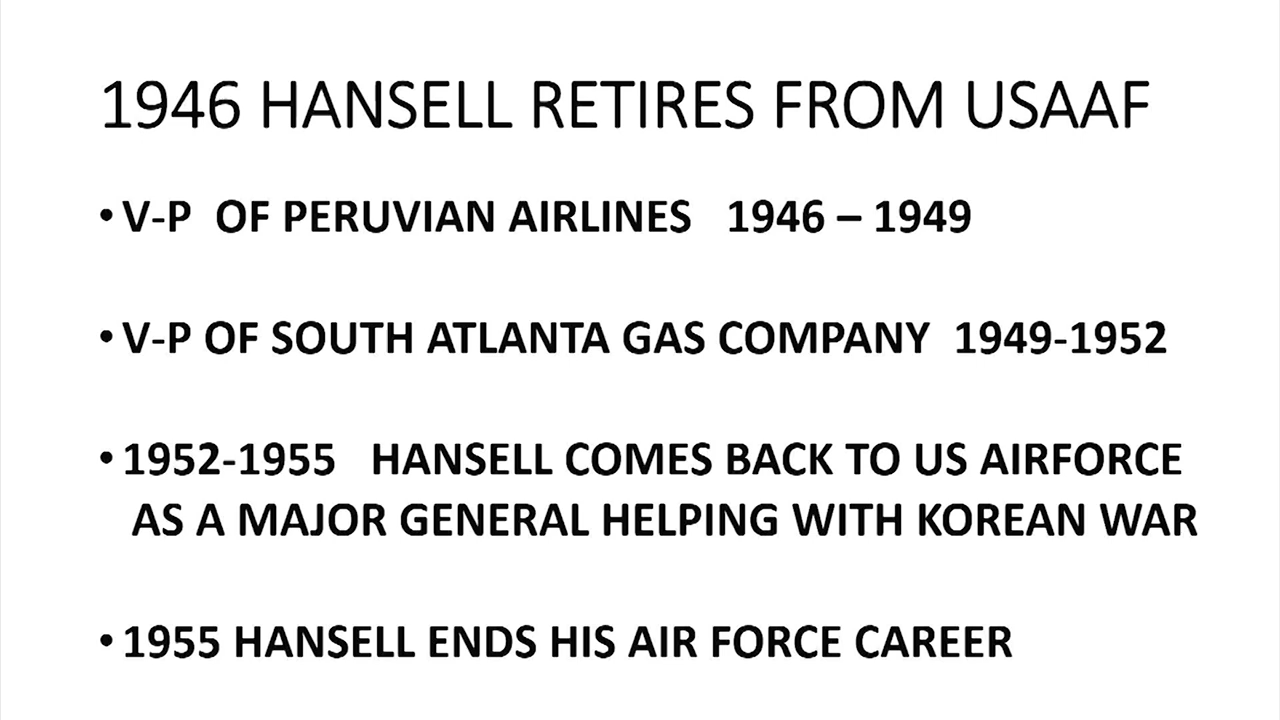 1946 HANSELL RETIRES FROM USAAF
• V-P  OF PERUVIAN AIRLINES   1946 – 1949
• V-P OF SOUTH ATLANTA GAS COMPANY  1949-1952
• 1952-1955   HANSELL COMES BACK TO US AIRFORCE
AS A MAJOR GENERAL HELPING WITH KOREAN WAR
• 1955 HANSELL ENDS HIS AIR FORCE CAREER